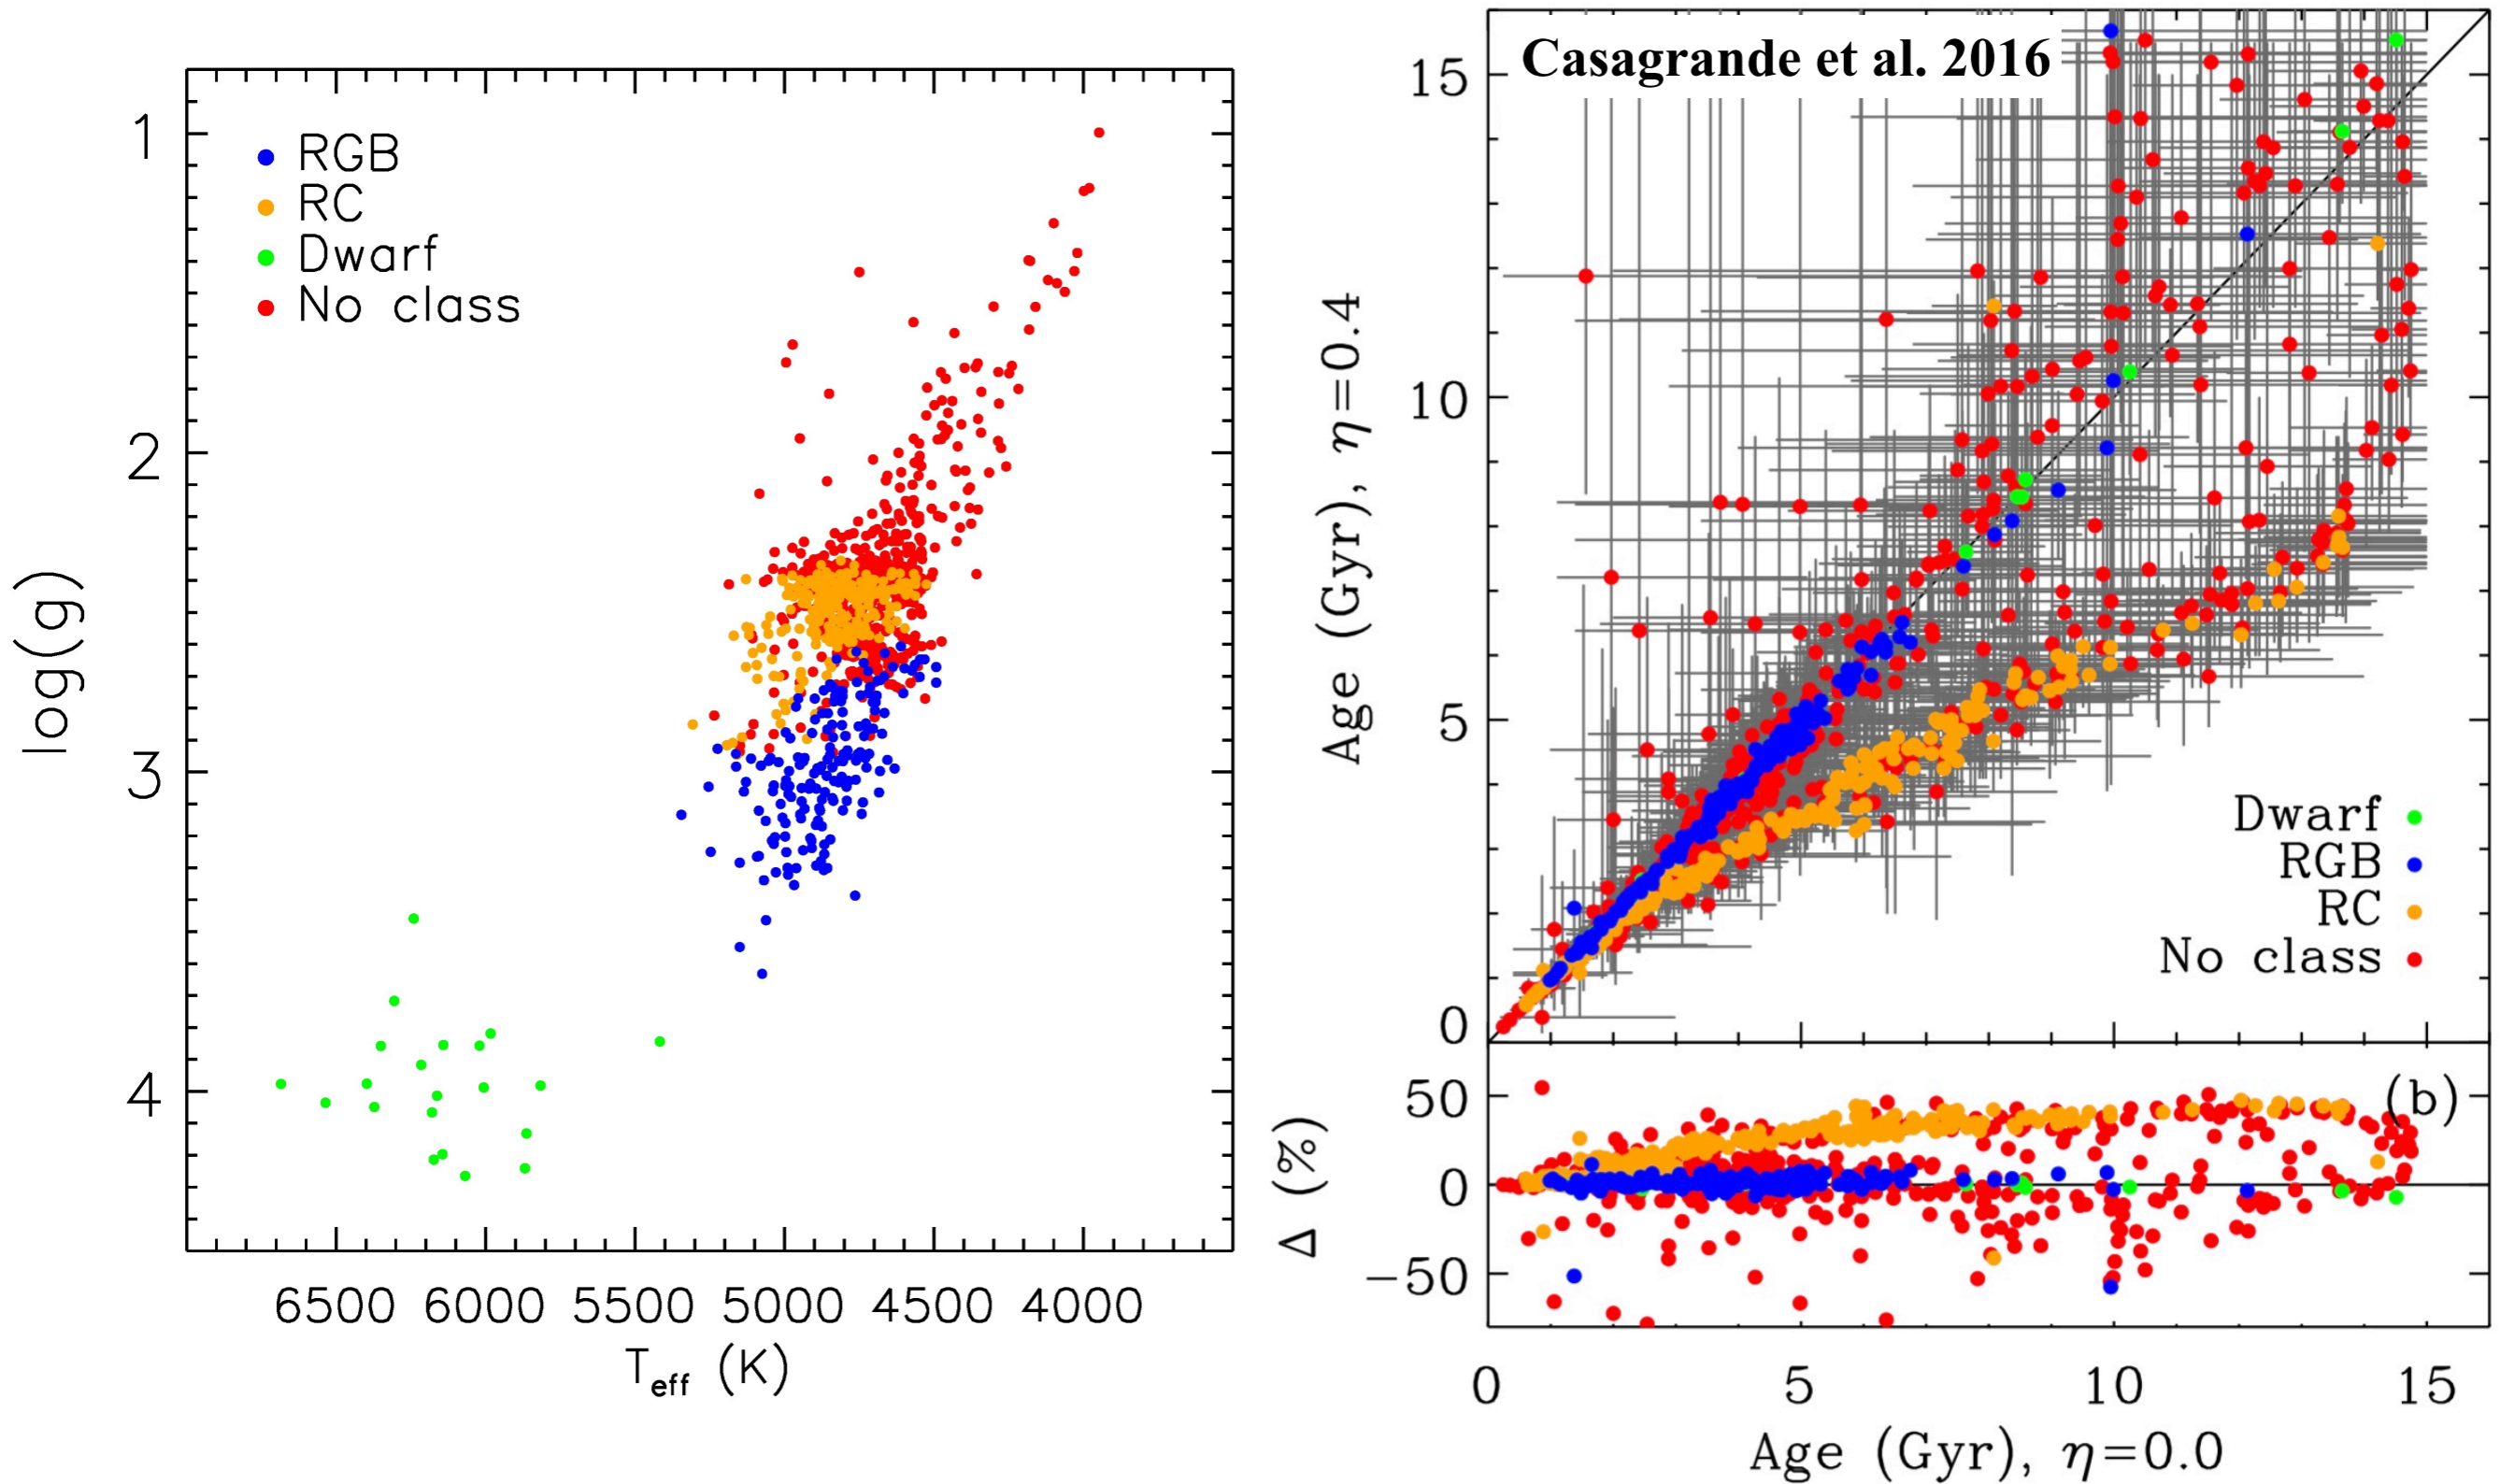 RGB
RC
Dwarf
No class
1
2
3
4
log(g)
6500 6000 5500 5000 4500 4000
T_eff (K)
Casagrande et al. 2016
15
10
5
0
Age (Gyr), η=0.4
Dwarf
RGB
RC
No class
(b)
50
0
−50
Δ (%)
0 5 10 15
Age (Gyr), η=0.0